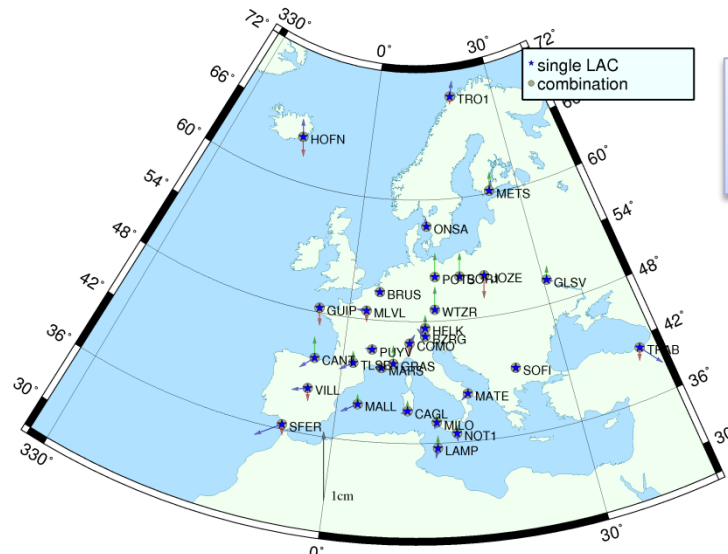 330˚
0˚
30˚
72˚
72˚
single LAC
combination
66˚
TRO1
HOFN
60˚
60˚
METS
54˚
ONSA
54˚
48˚
JOZE
GLSV
48˚
BRUS
42˚
GUIP
MLVL
WTZR
42˚
HFLK
BZRG
COMO
PUYV
TRAB
36˚
CANT
GRAS
MARS
SOFI
36˚
VILL
MATE
30˚
MALL
CAGL
SFER
MILO
NOT1
330˚
LAMP
1cm
30˚
0˚